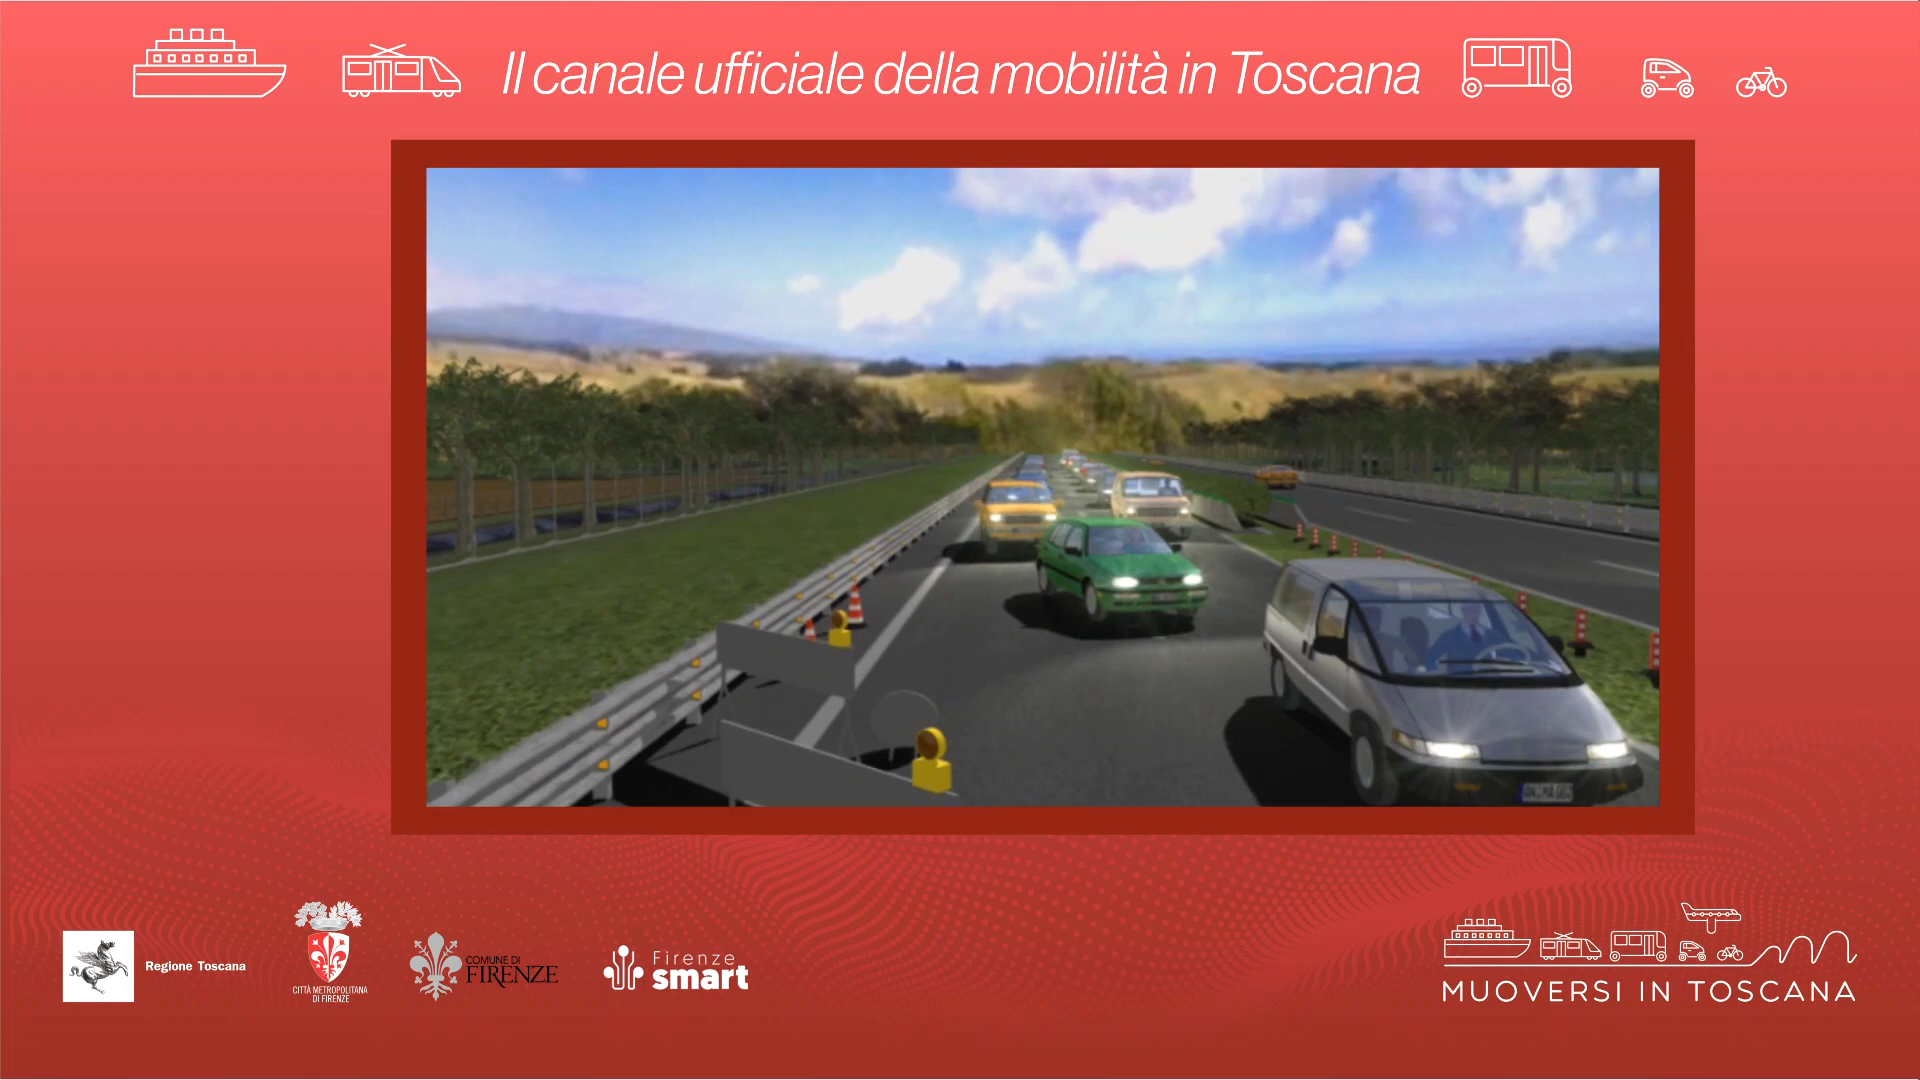 Il canale ufficiale della mobilità in Toscana
Regione Toscana
CITTÀ METROPOLITANA
DI FIRENZE
COMUNE DI
FIRENZE
Firenze
smart
MUOVERSI IN TOSCANA